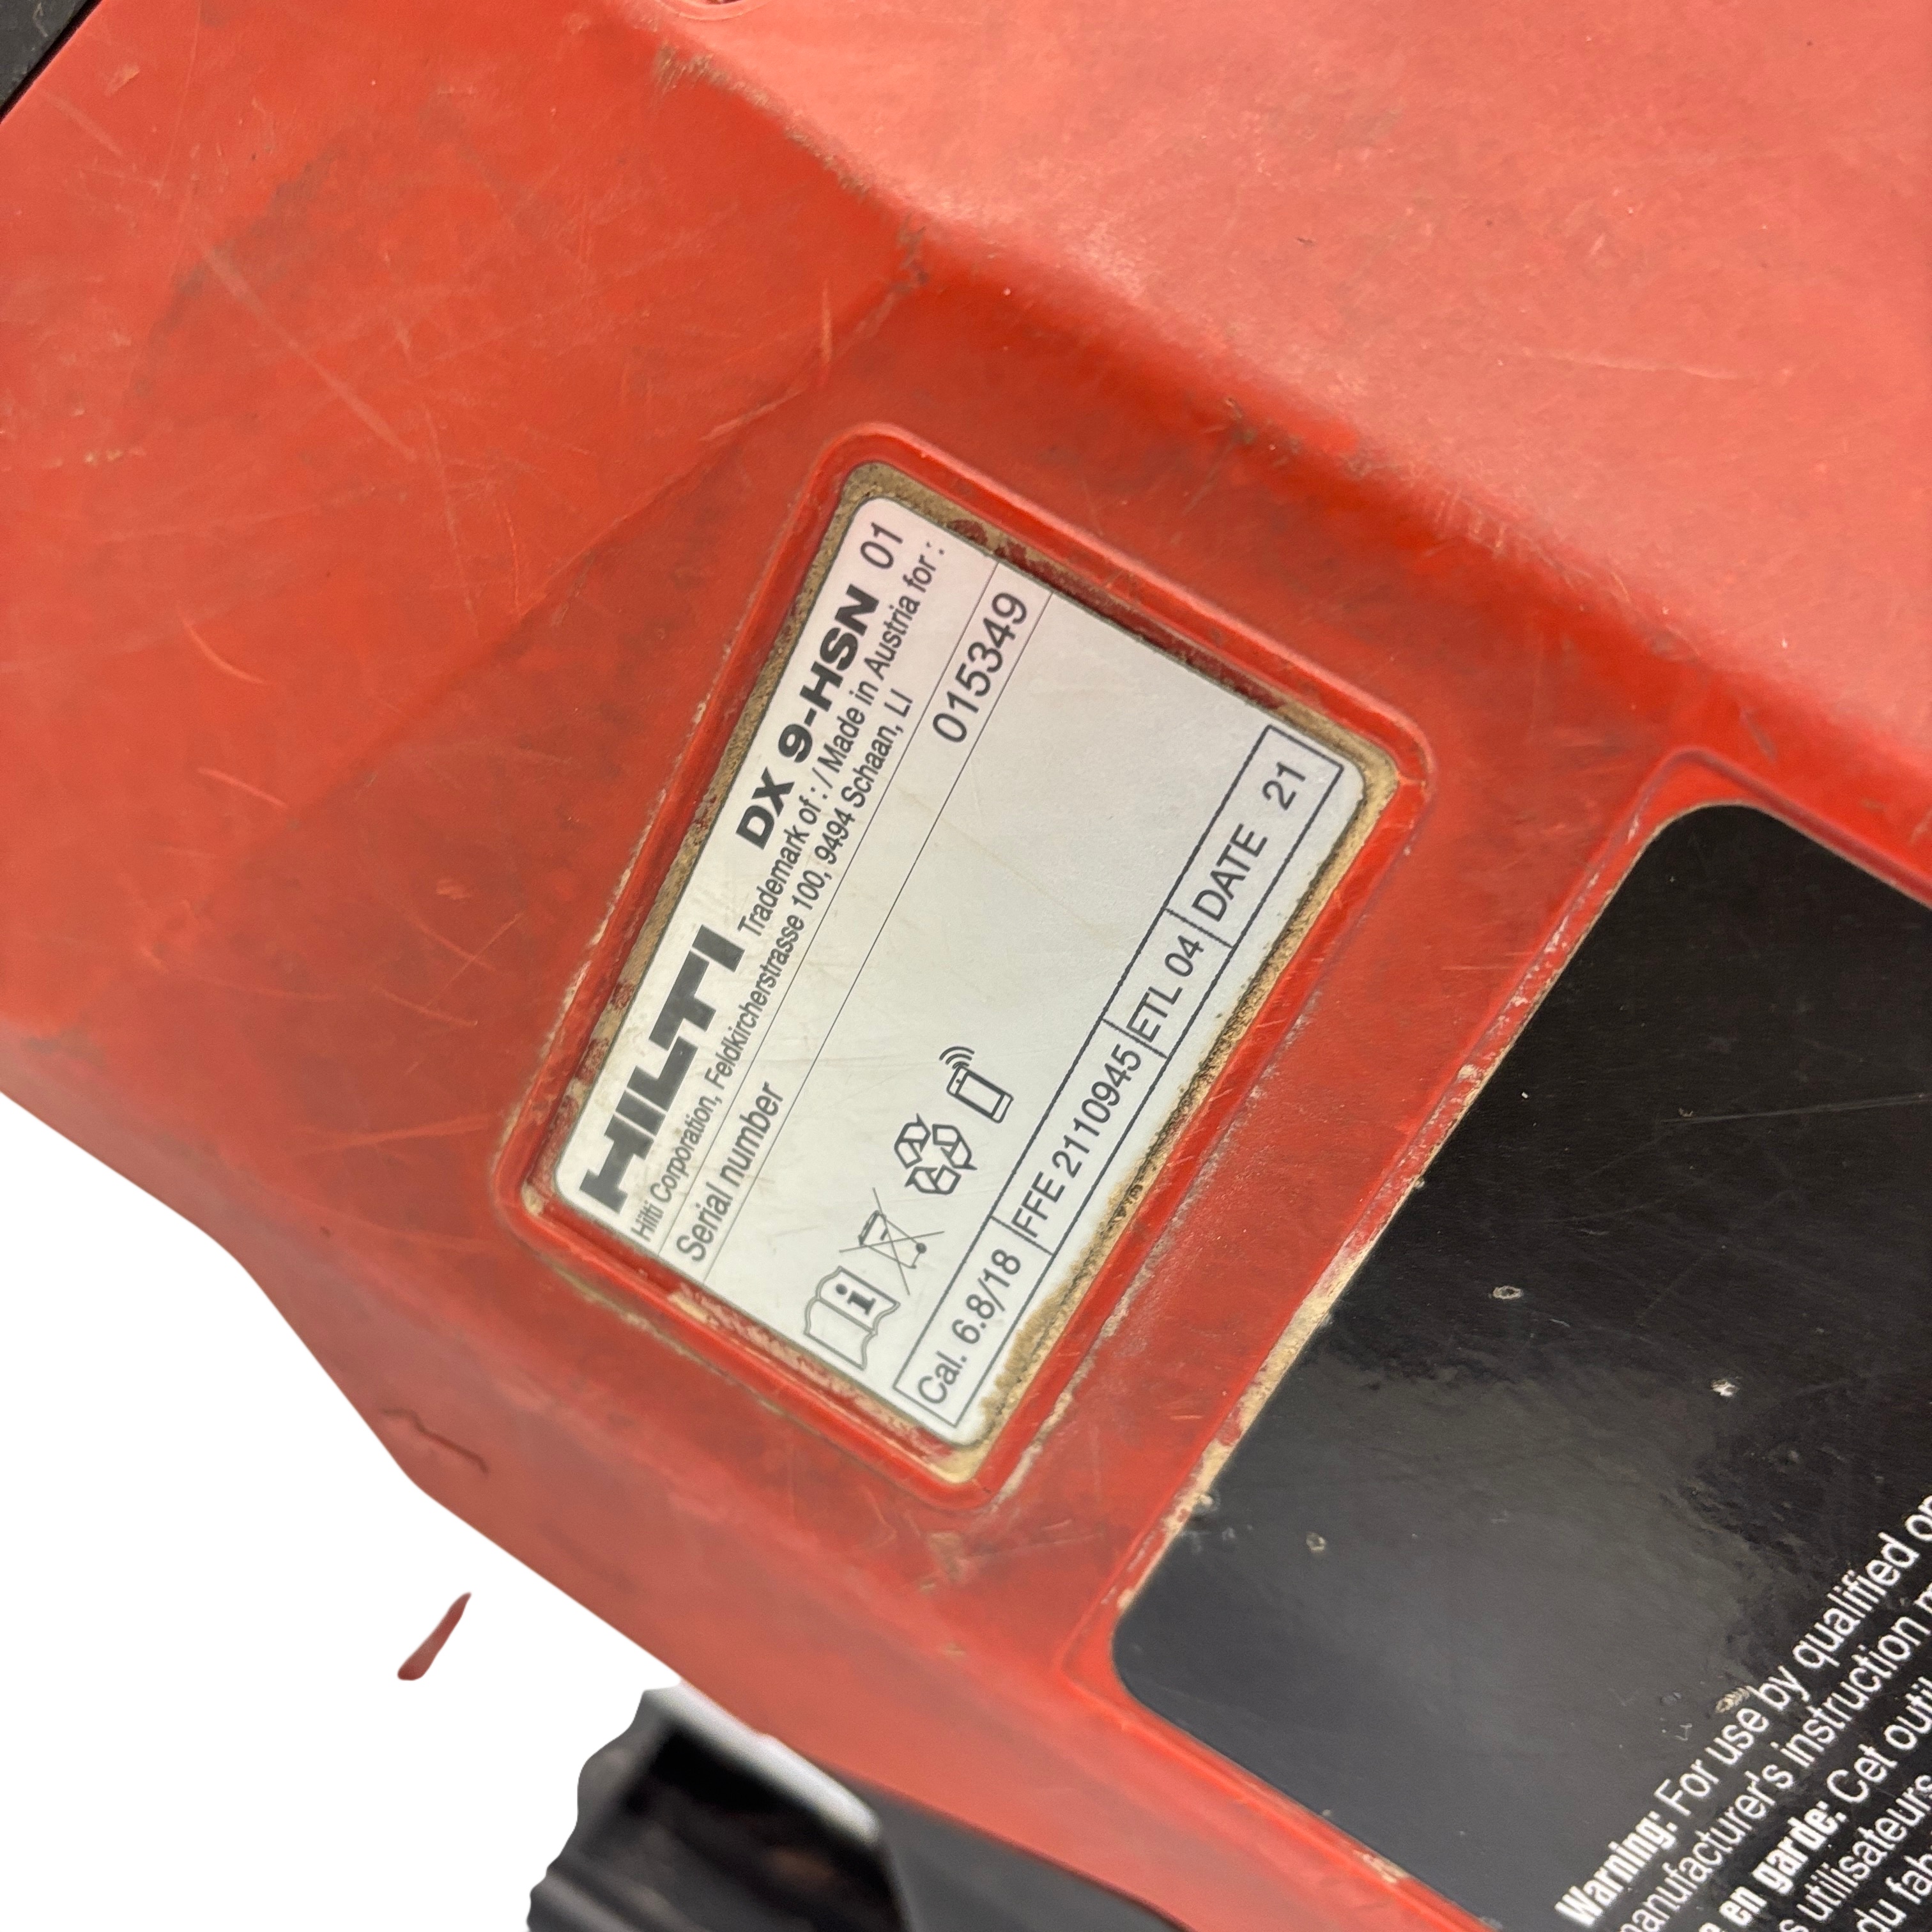 HILTI DX 9-HSN 01
Hilti Corporation, Trademark of : / Made in Austria for :
Feldkircherstrasse 100, 9494 Schaan, LI
Serial number 015349
i
Cal. 6.8/18 FFE 2110945 ETL 04 DATE 21
Warning: For use by qualified
manufacturer's instruction
en garde: Cet
utilisateurs
du